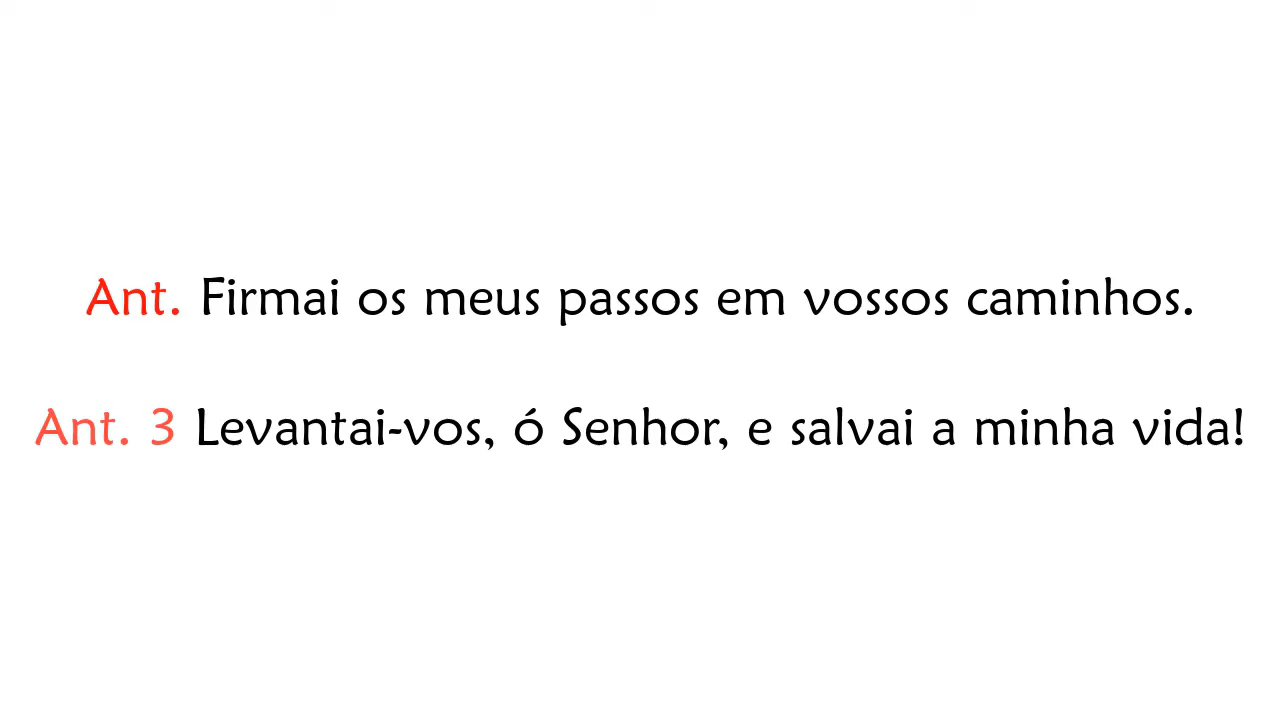 Ant. Firmai os meus passos em vossos caminhos.
Ant. 3 Levantai-vos, ó Senhor, e salvai a minha vida!